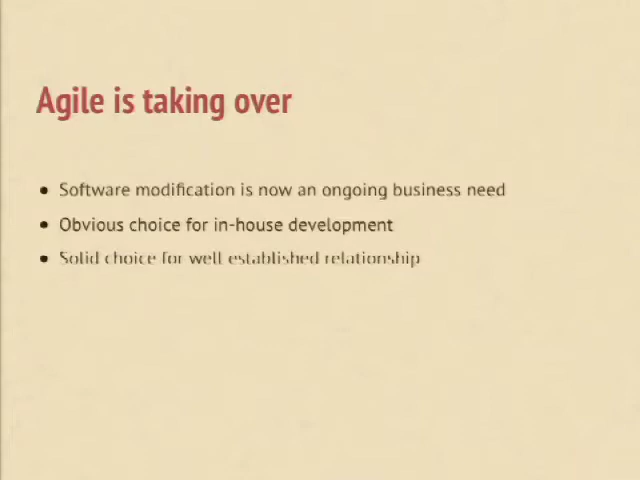 Agile is taking over
• Software modification is now an ongoing business need
• Obvious choice for in-house development
• Solid choice for well established relationship